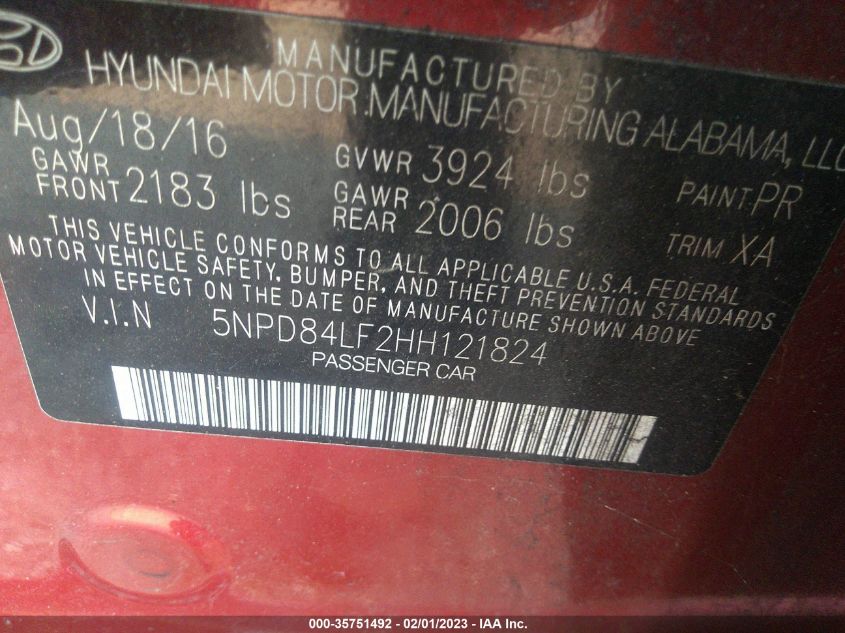 MANUFACTURED BY
HYUNDAI MOTOR MANUFACTURING ALABAMA, LLC
Aug/18/16
GVWR 3924 lbs
PAINT PR
GAWR FRONT 2183 lbs
GAWR REAR 2006 lbs
TRIM XA
THIS VEHICLE CONFORMS TO ALL APPLICABLE U.S.A. FEDERAL
MOTOR VEHICLE SAFETY, BUMPER, AND THEFT PREVENTION STANDARDS
IN EFFECT ON THE DATE OF MANUFACTURE SHOWN ABOVE
V.I.N 5NPD84LF2HH121824
PASSENGER CAR
000-35751492 - 02/01/2023 - IAA Inc.